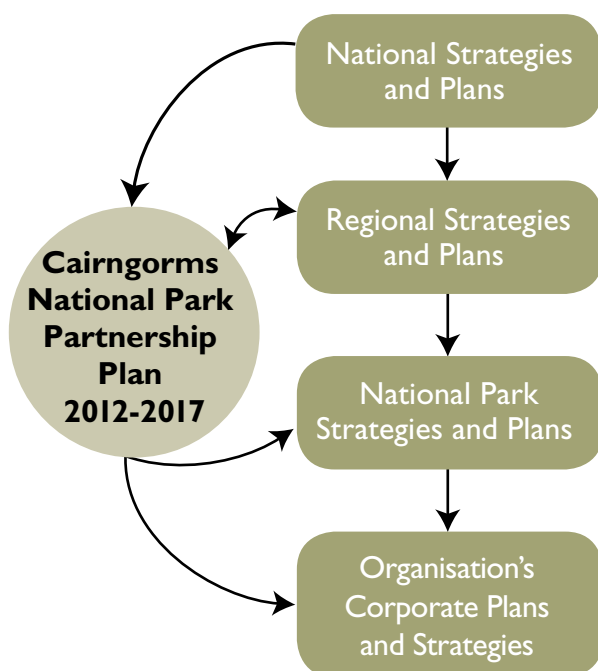 National Strategies
and Plans
Regional Strategies
and Plans
Cairngorms
National Park
Partnership
Plan
2012-2017
National Park
Strategies and Plans
Organisation’s
Corporate Plans
and Strategies